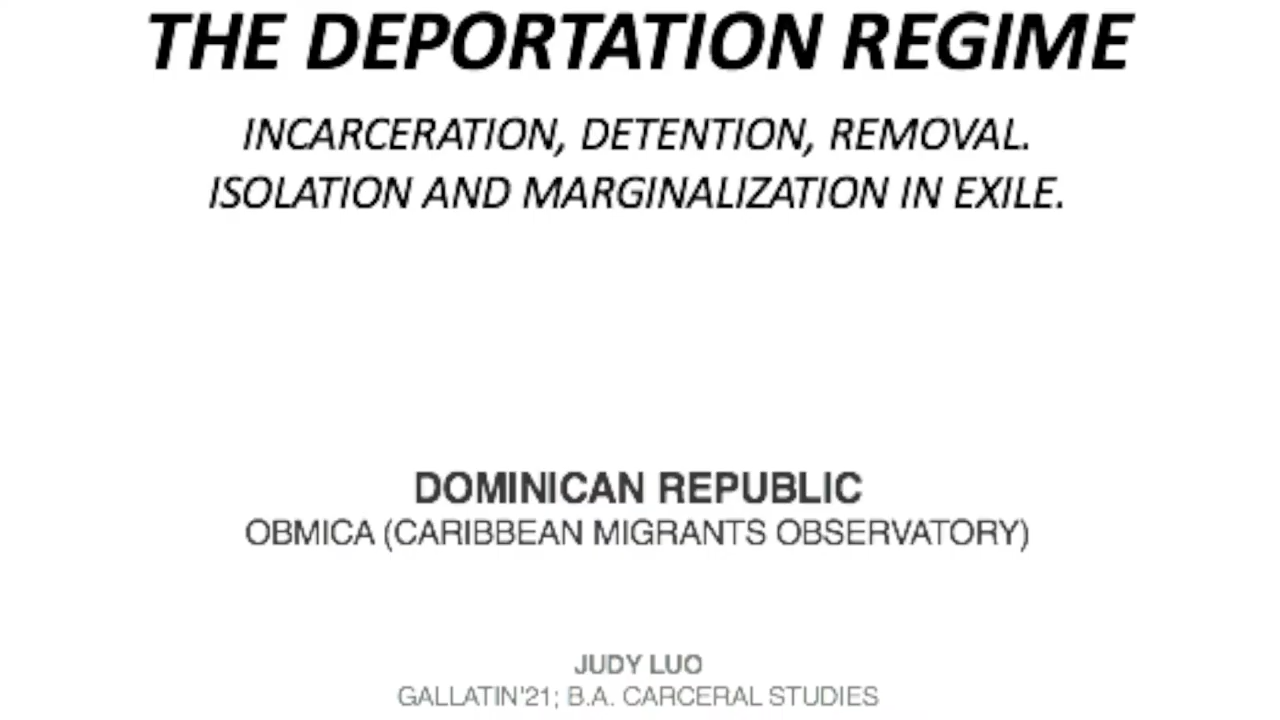 THE DEPORTATION REGIME
INCARCERATION, DETENTION, REMOVAL.
ISOLATION AND MARGINALIZATION IN EXILE.
DOMINICAN REPUBLIC
OBMICA (CARIBBEAN MIGRANTS OBSERVATORY)
JUDY LUO
GALLATIN'21; B.A. CARCERAL STUDIES